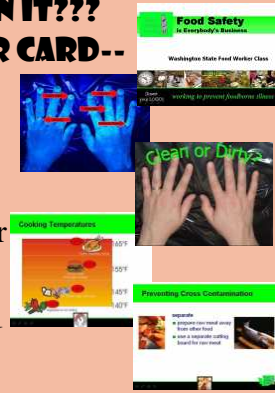 N IT???
R CARD--
Food Safety
is Everybody's Business
Washington State Food Worker Class
working to prevent foodborne illness
Clean or Dirty?
r
Cooking Temperatures
165°F
155°F
145°F
140°F
Preventing Cross Contamination
separate
prepare raw meat away
from other food
use a separate cutting
board for raw meat